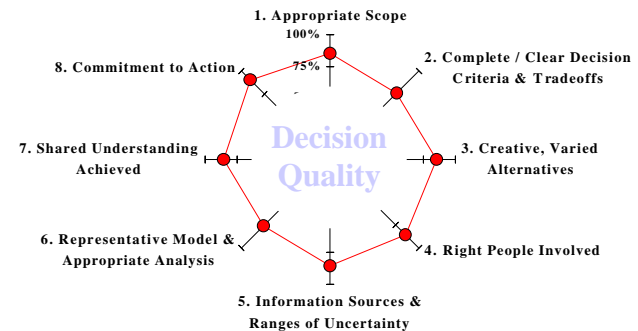 1. Appropriate Scope
100%
75%
2. Complete / Clear Decision
Criteria & Tradeoffs
8. Commitment to Action
Decision
Quality
7. Shared Understanding
Achieved
3. Creative, Varied
Alternatives
6. Representative Model &
Appropriate Analysis
4. Right People Involved
5. Information Sources &
Ranges of Uncertainty